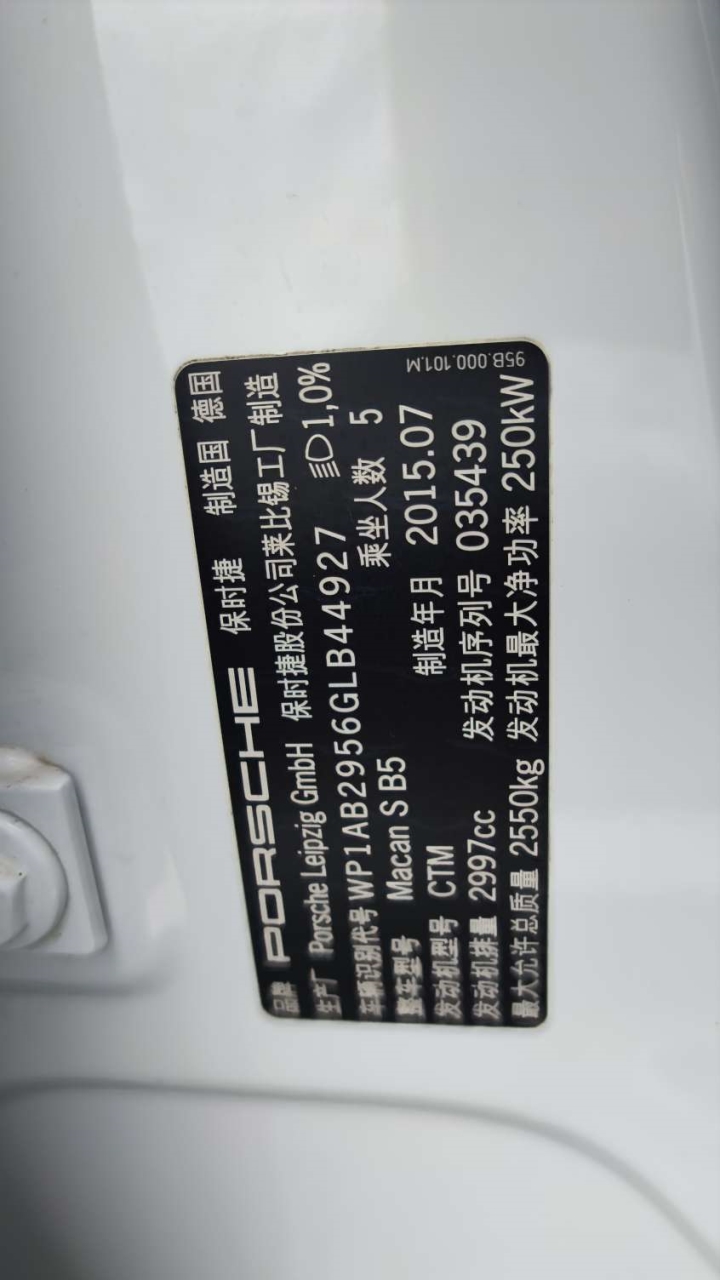 品牌 PORSCHE 保时捷 制造国 德国
生产厂 Porsche Leipzig GmbH 保时捷股份公司莱比锡工厂制造
车辆识别代号 WP1AB2956GLB44927 1,0%
整车型号 Macan S B5 乘坐人数 5
发动机型号 CTM 制造年月 2015.07
发动机排量 2997cc 发动机序列号 035439
最大允许总质量 2550kg 发动机最大净功率 250kW
95B.000.101.M